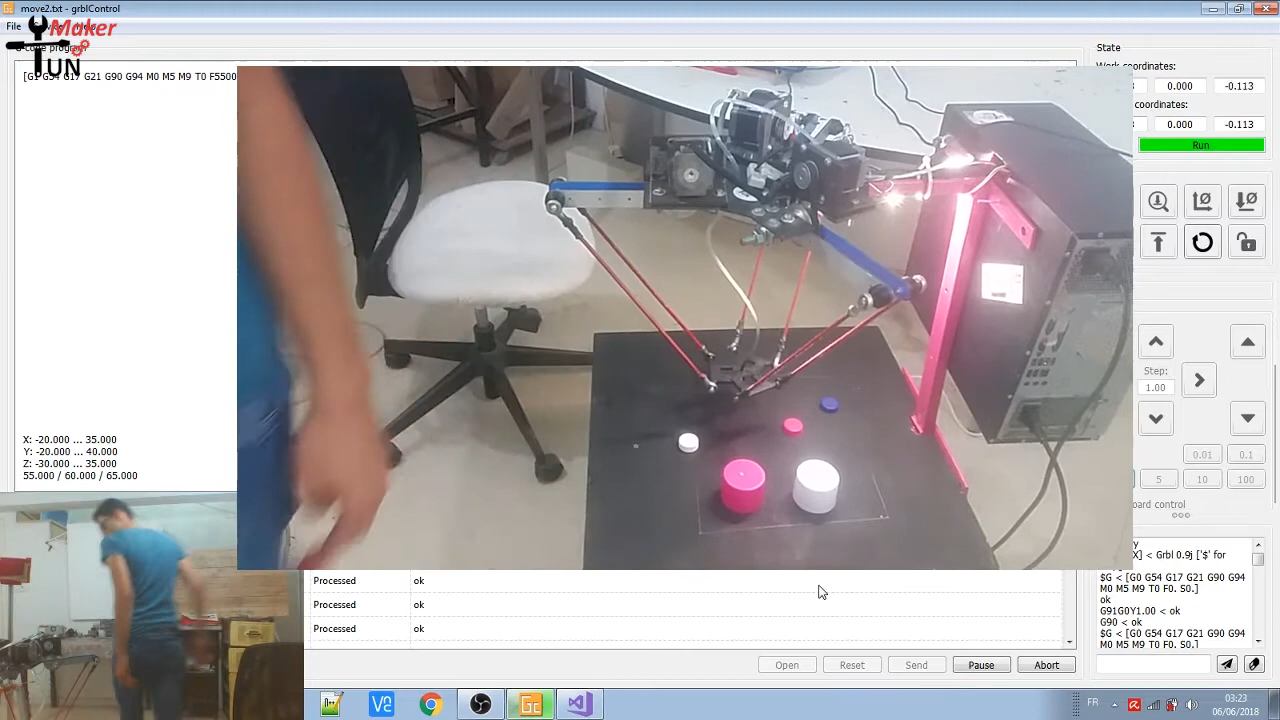 move2.txt - grblControl
File
Maker
TUN
[G1 G54 G17 G21 G90 G94 M0 M5 M9 T0 F500
State
Work coordinates:
0.000
-0.113
coordinates:
0.000
-0.113
Run
Step:
1.00
0.01
0.1
5
10
100
X: -20.000 ... 35.000
Y: -20.000 ... 40.000
Z: -30.000 ... 35.000
55.000 / 60.000 / 65.000
Processed
ok
Processed
ok
Processed
ok
Open
Reset
Send
Pause
Abort
X] < Grbl 0.9j ['$' for
$G < [G0 G54 G17 G21 G90 G94
M0 M5 M9 T0 F0. S0.]
ok
G91G0Y1.00 < ok
G90 < ok
$G < [G0 G54 G17 G21 G90 G94
M0 M5 M9 T0 F0. S0.]
FR
03:23
06/06/2018